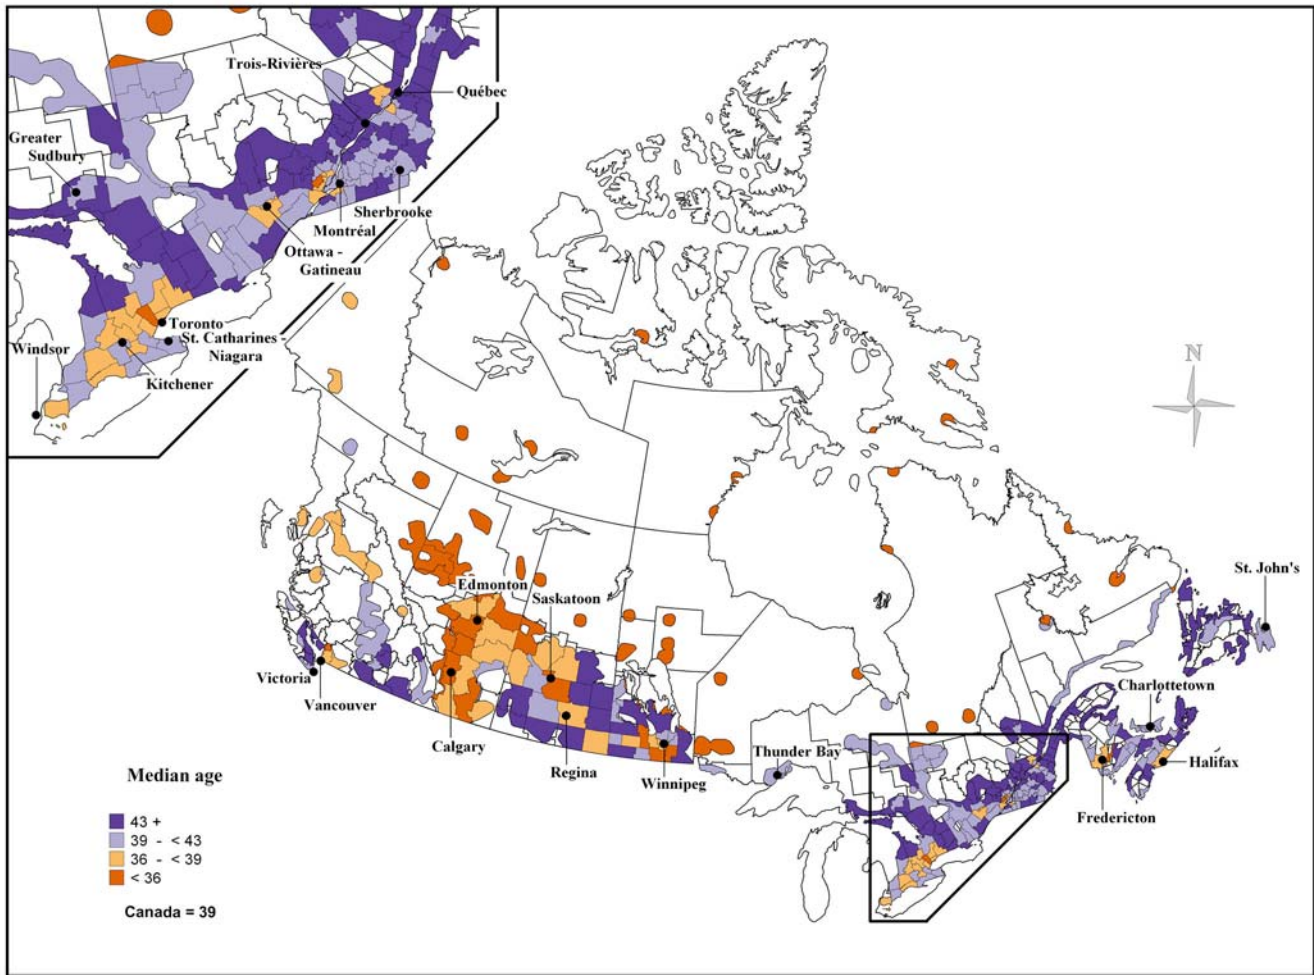 Trois-Rivières
Québec
Greater
Sudbury
Sherbrooke
Montréal
Ottawa -
Gatineau
Toronto
St. Catharines -
Niagara
Windsor
Kitchener
N
Edmonton
Saskatoon
St. John's
Victoria
Vancouver
Charlottetown
Calgary
Regina
Winnipeg
Thunder Bay
Halifax
Fredericton
Median age
43 +
39 - < 43
36 - < 39
< 36
Canada = 39